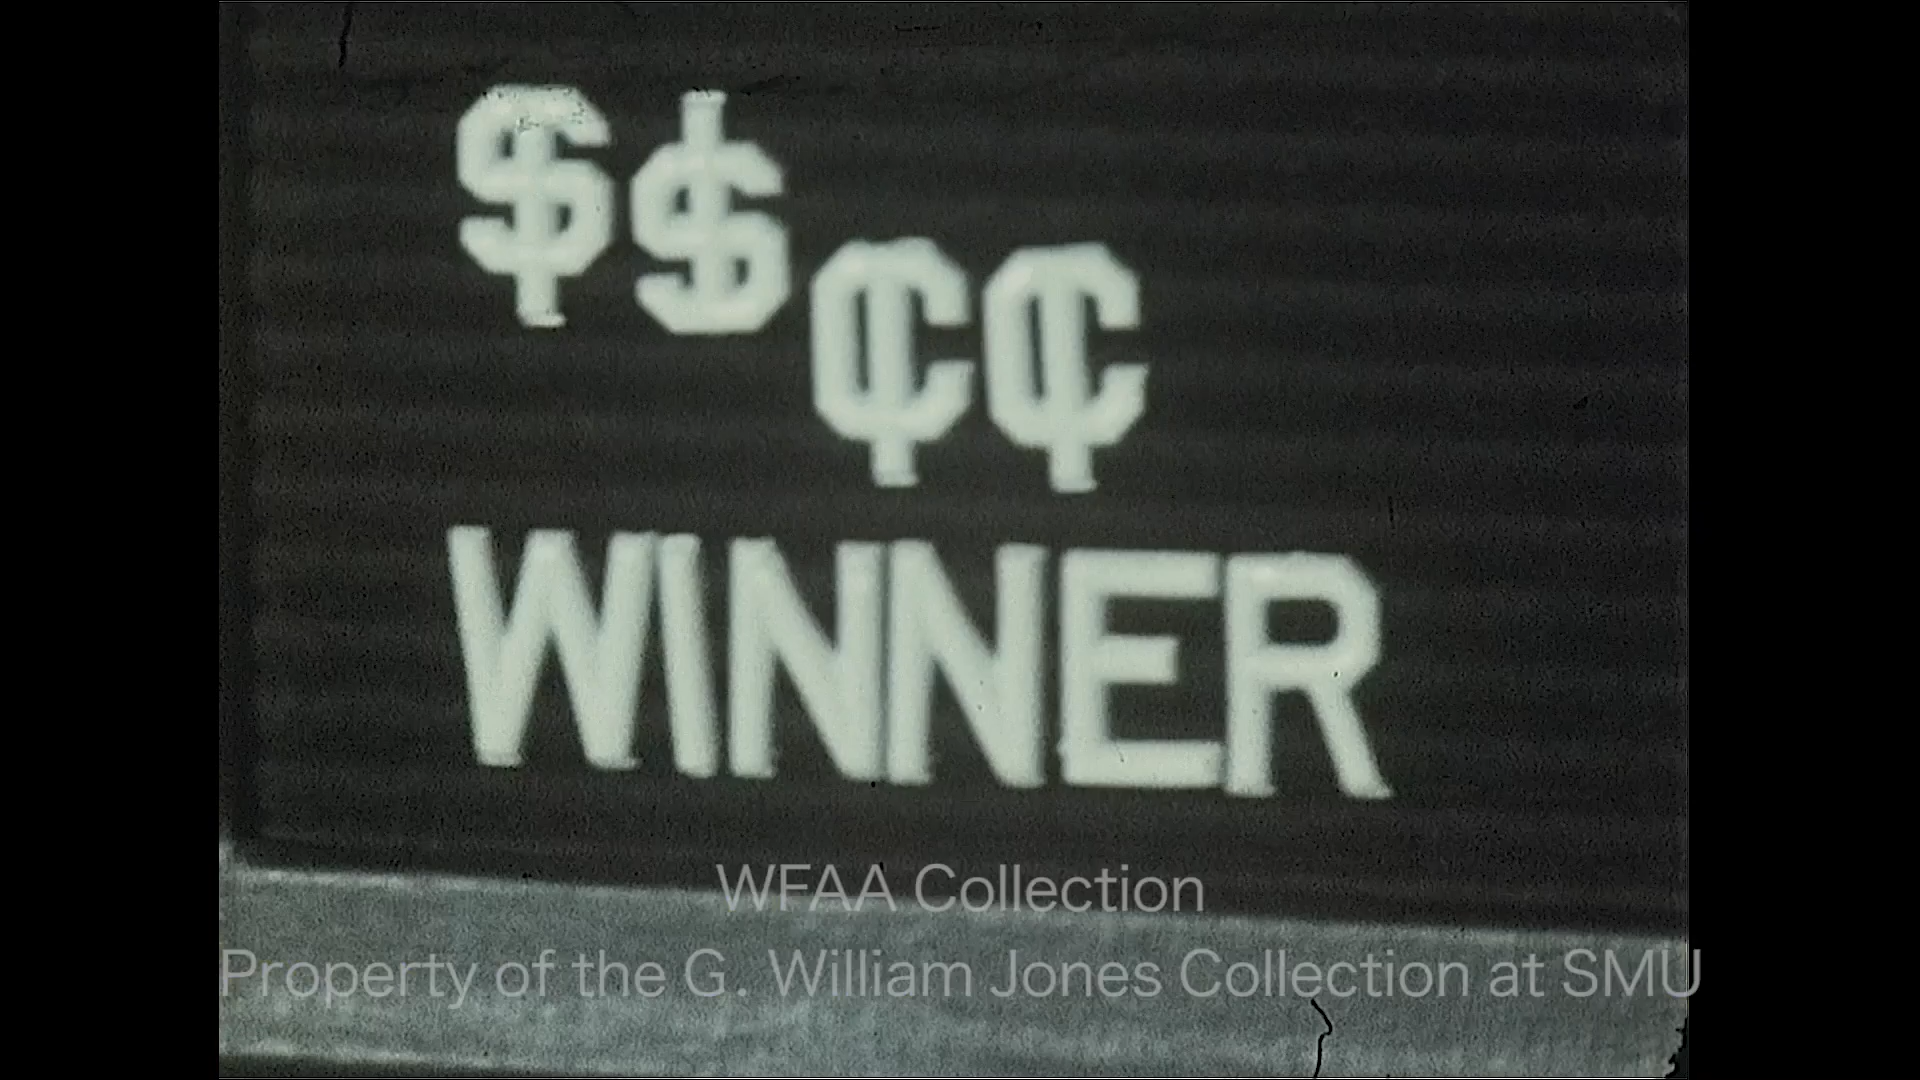 $$¢¢
WINNER
WFAA Collection
Property of the G. William Jones Collection at SMU